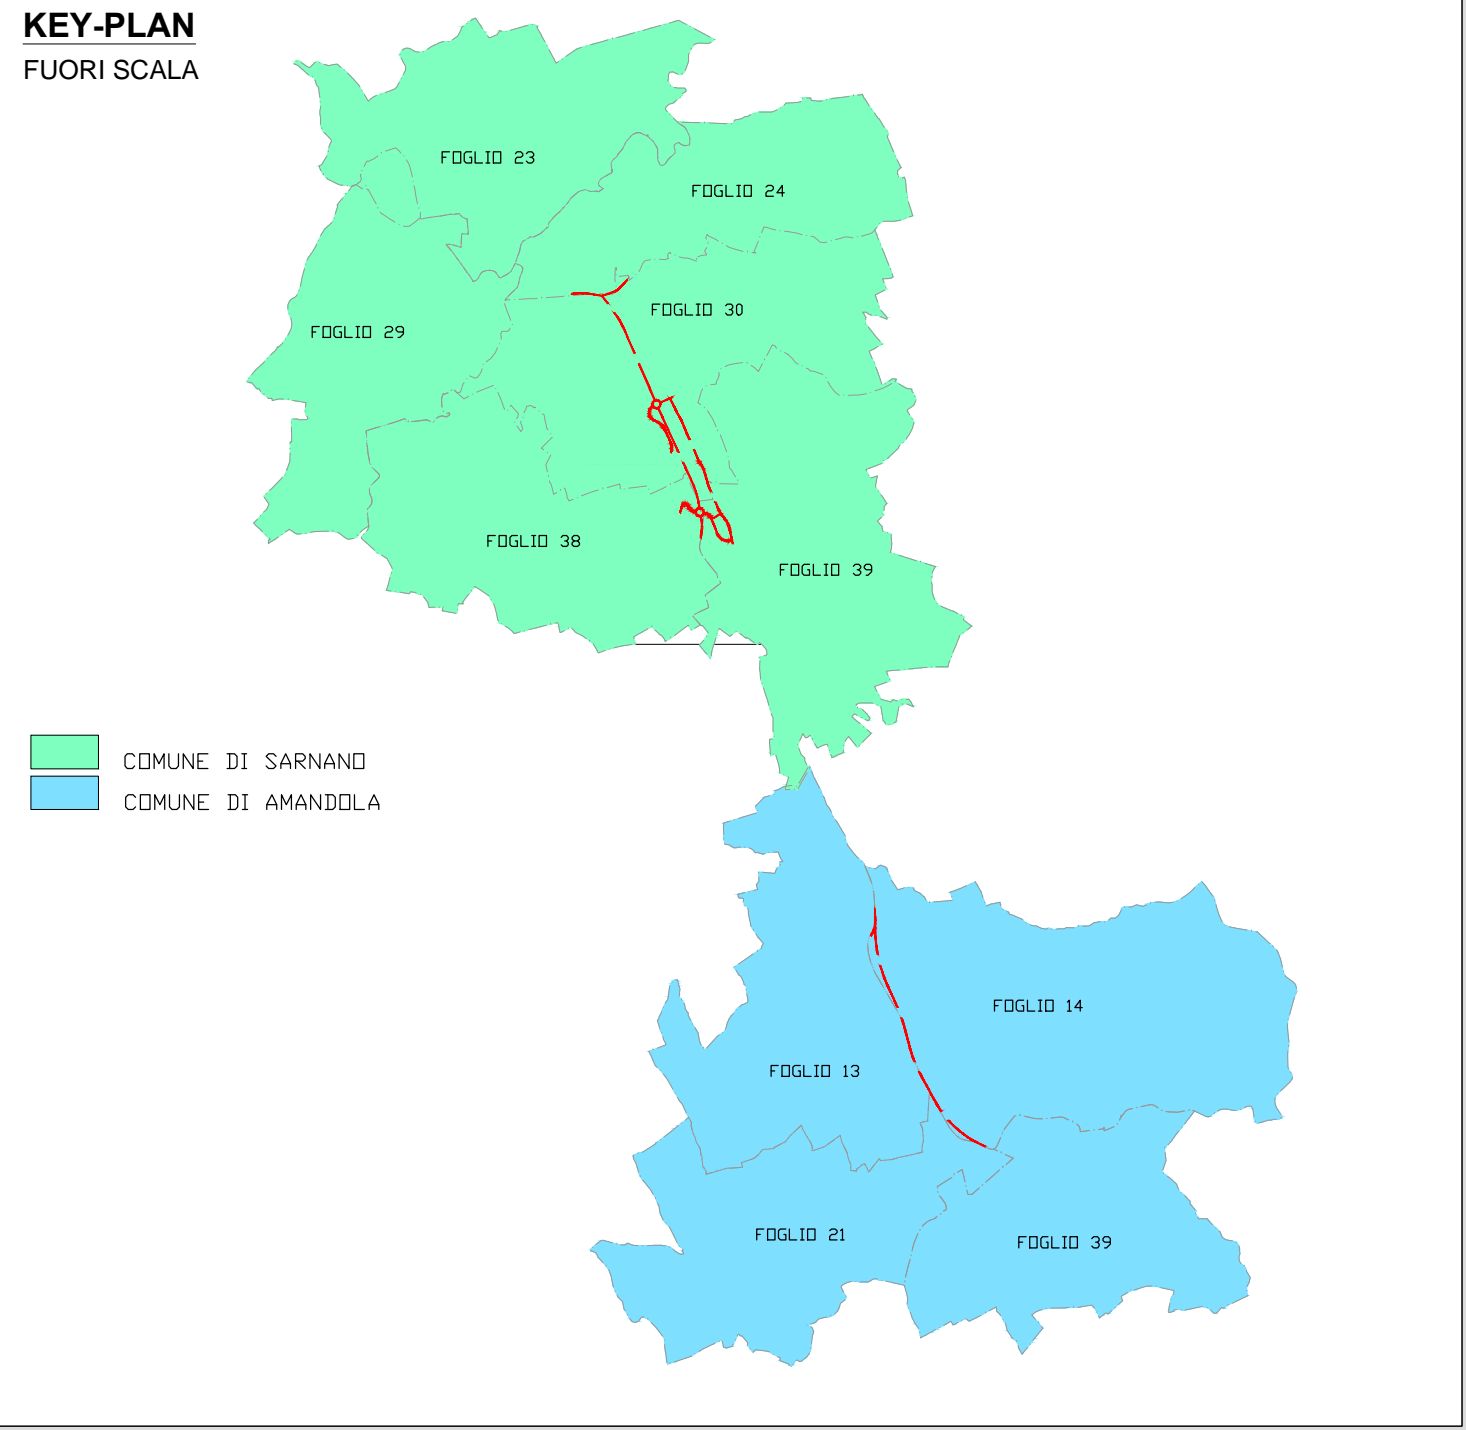 KEY-PLAN
FUORI SCALA
FOGLIO 23
FOGLIO 24
FOGLIO 30
FOGLIO 29
FOGLIO 38
FOGLIO 39
COMUNE DI SARNANO
COMUNE DI AMANDOLA
FOGLIO 14
FOGLIO 13
FOGLIO 21
FOGLIO 39